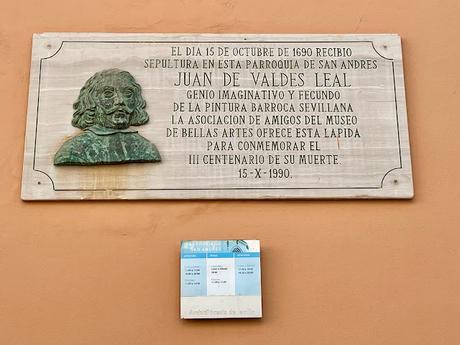 EL DIA 15 DE OCTUBRE DE 1690 RECIBIO
SEPULTURA EN ESTA PARROQUIA DE SAN ANDRES
JUAN DE VALDES LEAL
GENIO IMAGINATIVO Y FECUNDO
DE LA PINTURA BARROCA SEVILLANA
LA ASOCIACION DE AMIGOS DEL MUSEO
DE BELLAS ARTES OFRECE ESTA LAPIDA
PARA CONMEMORAR EL
III CENTENARIO DE SU MUERTE.
15-X-1990.
SAN ANDRES